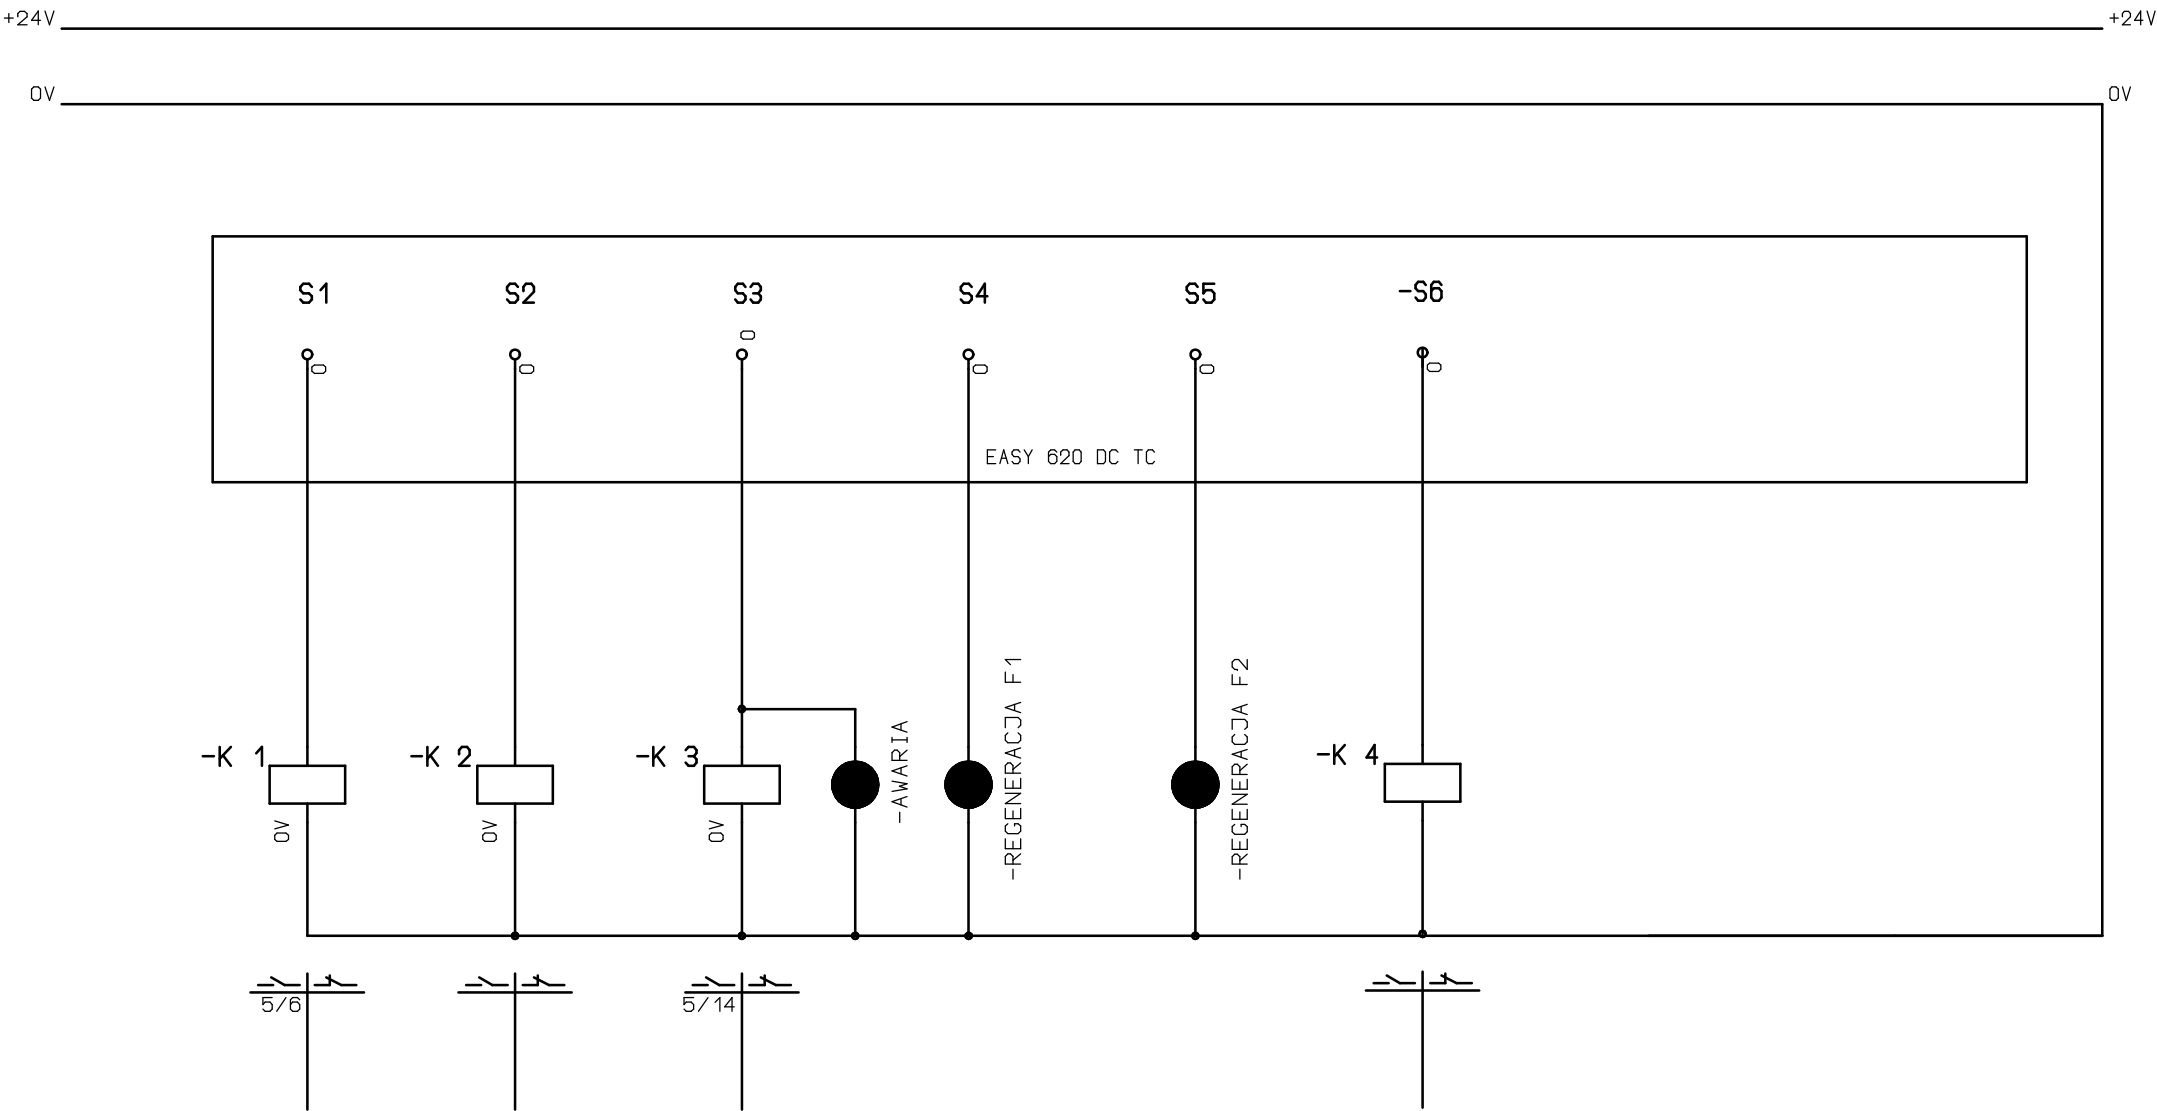 +24V
+24V
0V
0V
S1
S2
S3
S4
S5
-S6
0
0
0
0
0
0
EASY 620 DC TC
-K 1
-K 2
-K 3
-AWARIA
-REGENERACJA F1
-REGENERACJA F2
-K 4
0V
0V
0V
5/6
5/14